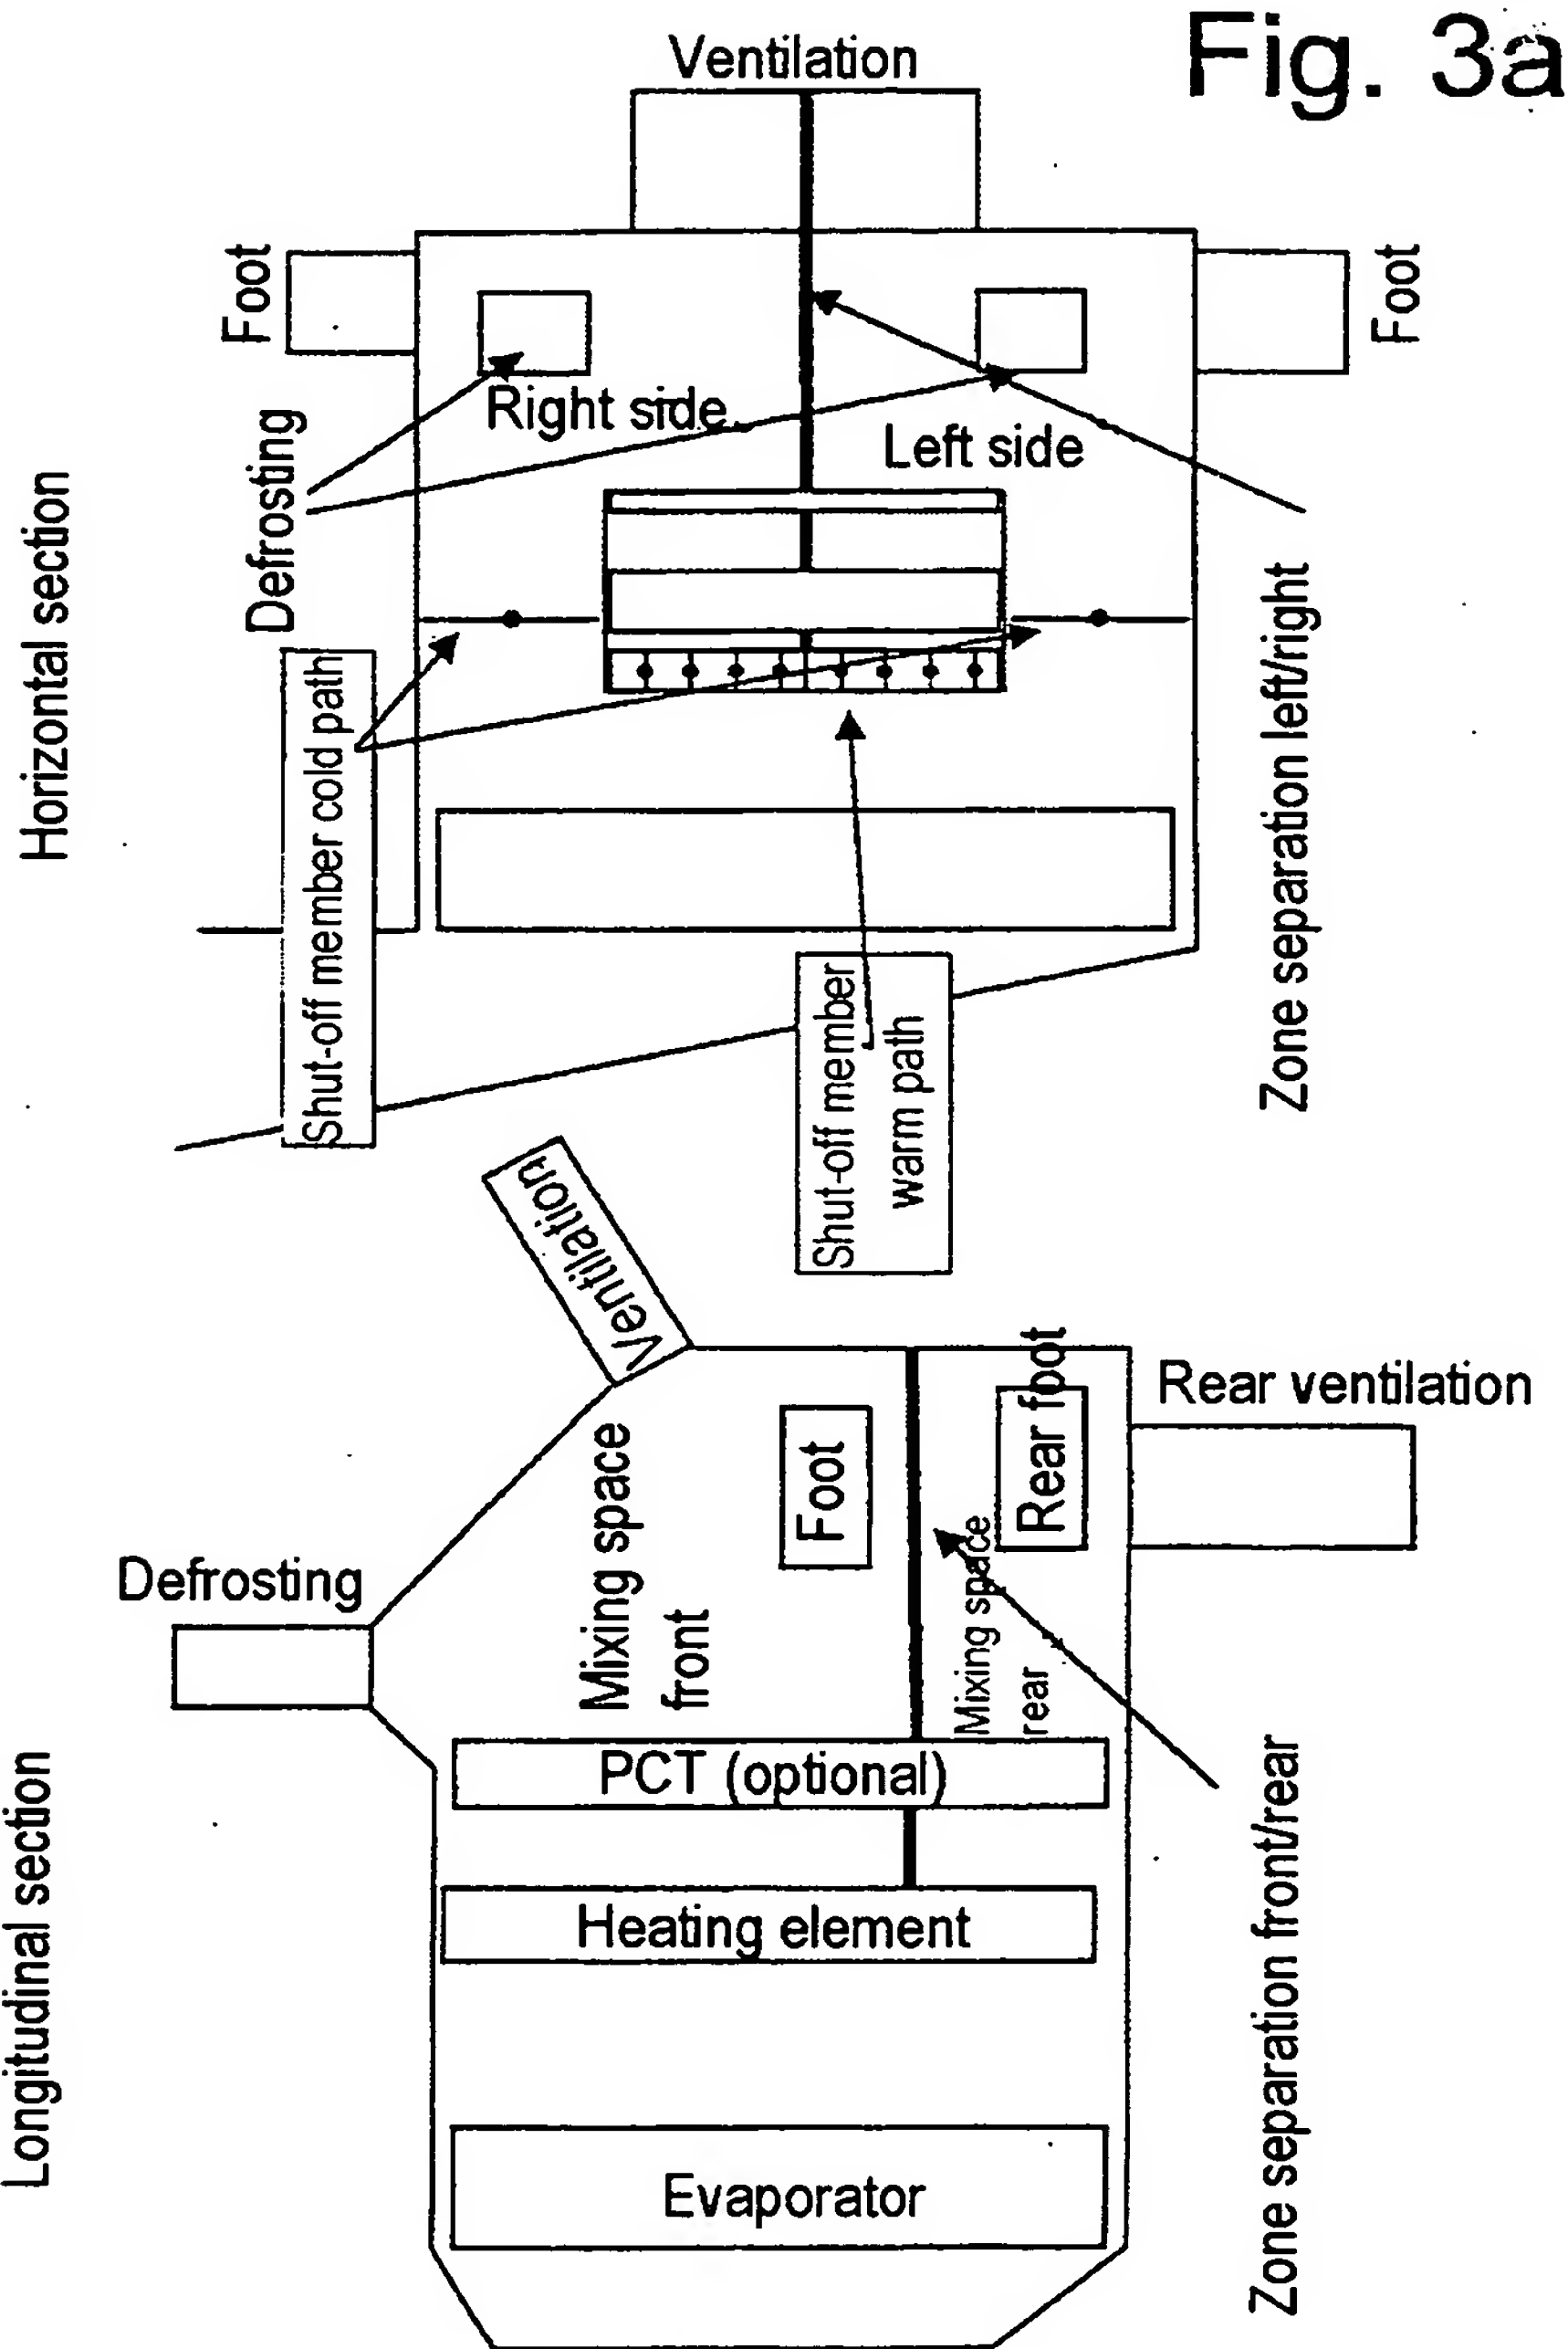 Fig. 3a
Horizontal section
Ventilation
Foot
Foot
Defrosting
Right side
Left side
Shut-off member cold path
Shut-off member
warm path
Zone separation left/right
Longitudinal section
Ventilation
Defrosting
Mixing space
front
Foot
Rear foot
Rear ventilation
Mixing space
rear
PCT (optional)
Heating element
Evaporator
Zone separation front/rear